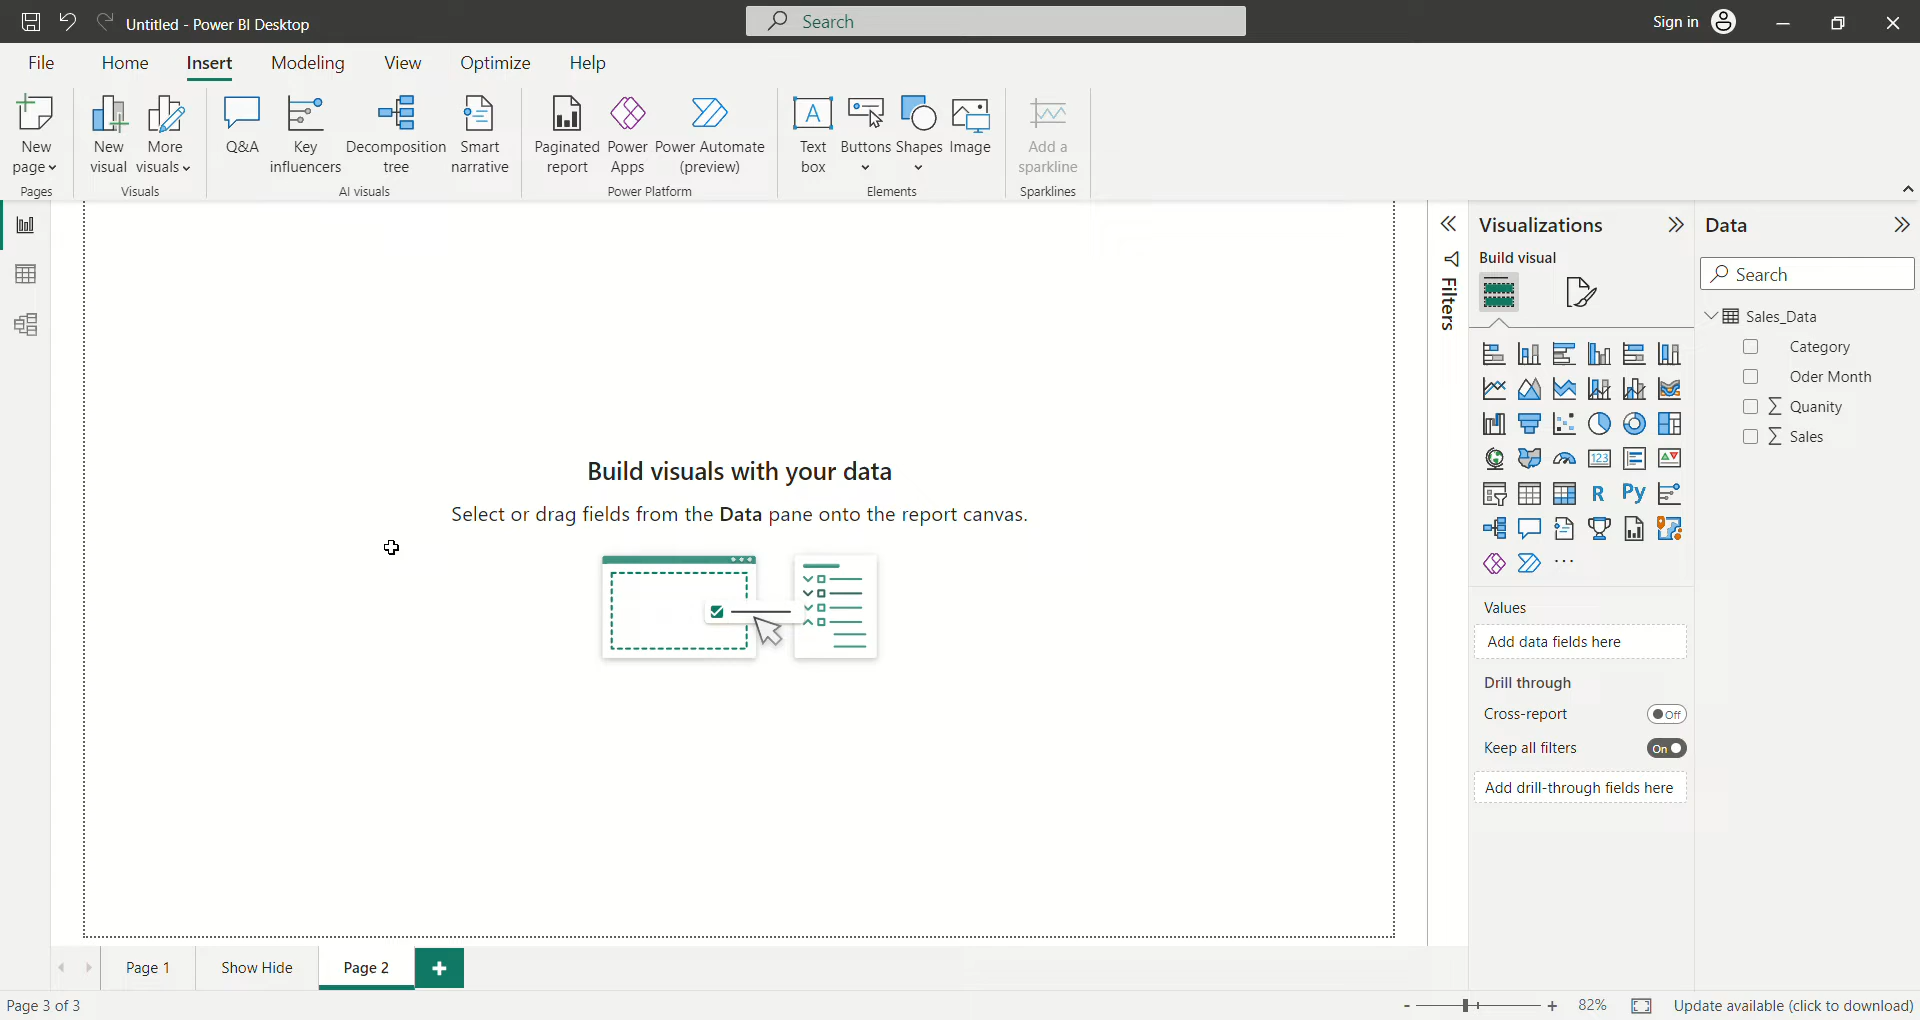 Untitled - Power BI Desktop
Search
Sign in
File Home Insert Modeling View Optimize Help
New page
New visual
More visuals
Q&A
Key influencers
Decomposition tree
Smart narrative
Paginated report
Power Apps
Power Automate (preview)
A
Text box
Buttons
Shapes
Image
Add a sparkline
Pages
Visuals
AI visuals
Power Platform
Elements
Sparklines
Filters
Visualizations
Build visual
123
R
Py
Values
Add data fields here
Drill through
Cross-report
Off
Keep all filters
On
Add drill-through fields here
Data
Search
Sales_Data
Category
Oder Month
∑ Quanity
∑ Sales
Build visuals with your data
Select or drag fields from the Data pane onto the report canvas.
Page 1
Show Hide
Page 2
+
Page 3 of 3
- + 82%
Update available (click to download)